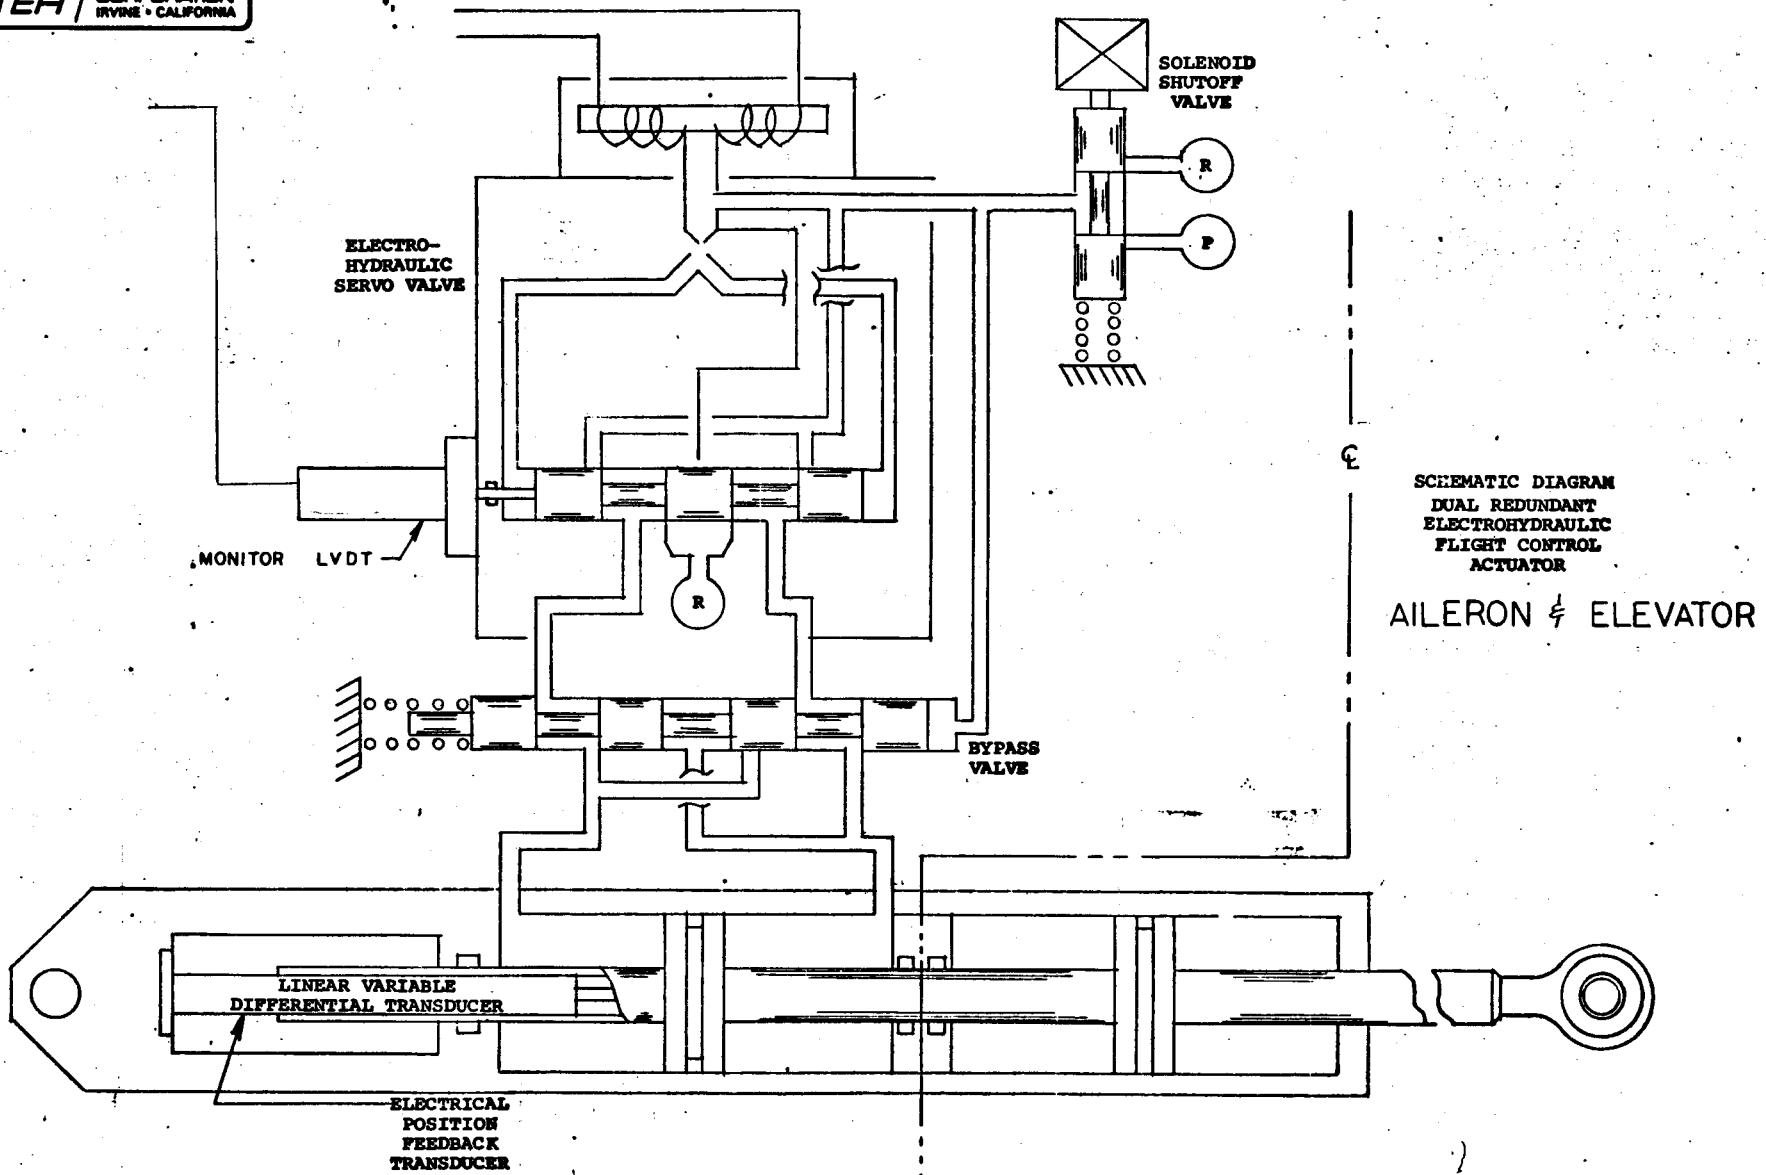 IRVINE • CALIFORNIA
SOLENOID
SHUTOFF
VALVE
R
P
ELECTRO-
HYDRAULIC
SERVO VALVE
℄
SCHEMATIC DIAGRAM
DUAL REDUNDANT
ELECTROHYDRAULIC
FLIGHT CONTROL
ACTUATOR
AILERON & ELEVATOR
MONITOR LVDT
R
BYPASS
VALVE
LINEAR VARIABLE
DIFFERENTIAL TRANSDUCER
ELECTRICAL
POSITION
FEEDBACK
TRANSDUCER